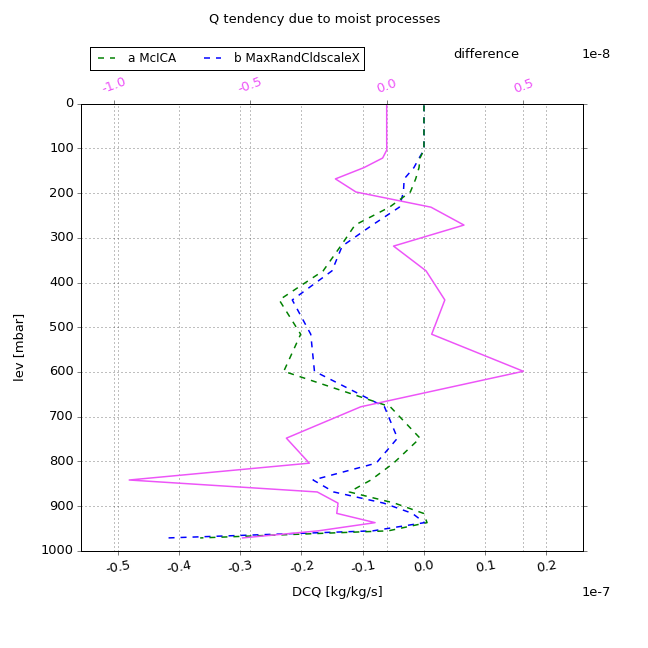 Q tendency due to moist processes
a McICA b MaxRandCldscaleX
difference 1e-8
-1.0 -0.5 0.0 0.5
0
100
200
300
400
500
600
700
800
900
1000
lev [mbar]
-0.5 -0.4 -0.3 -0.2 -0.1 0.0 0.1 0.2
DCQ [kg/kg/s] 1e-7